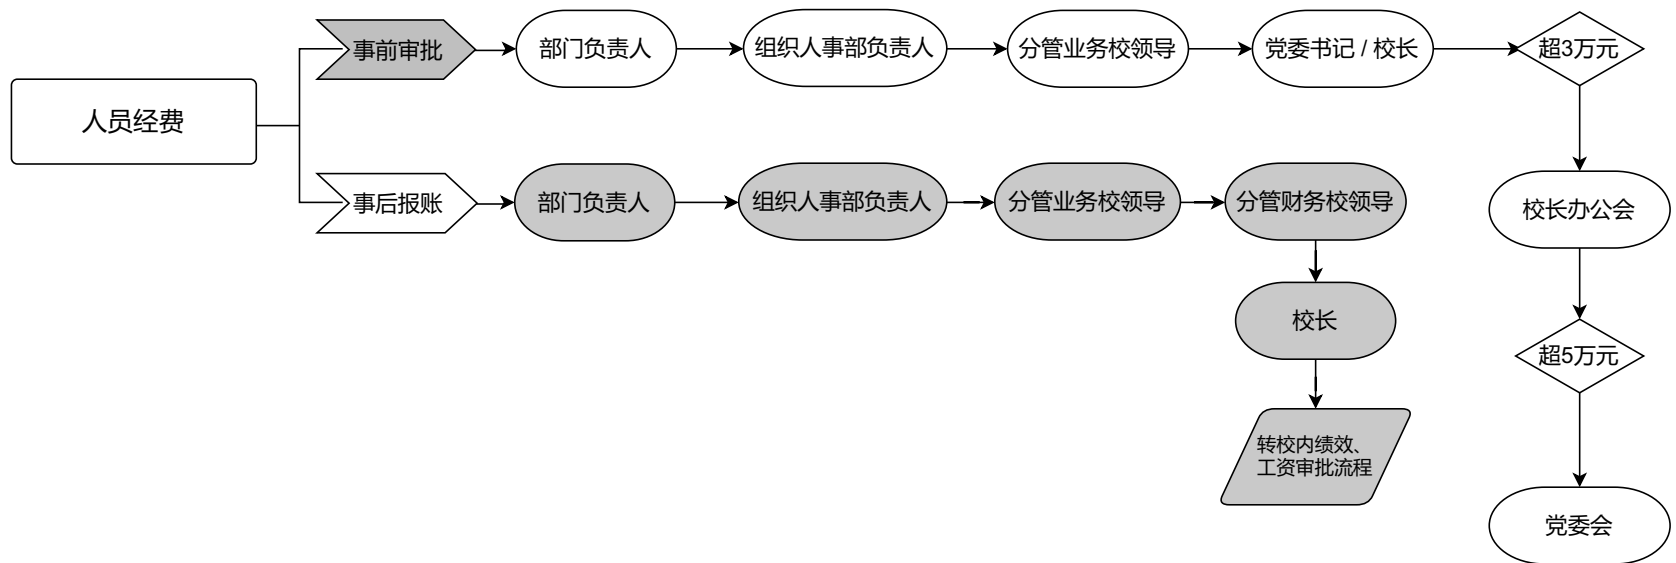 人员经费
事前审批
部门负责人
组织人事部负责人
分管业务校领导
党委书记 / 校长
超3万元
校长办公会
超5万元
党委会
事后报账
部门负责人
组织人事部负责人
分管业务校领导
分管财务校领导
校长
转校内绩效、
工资审批流程